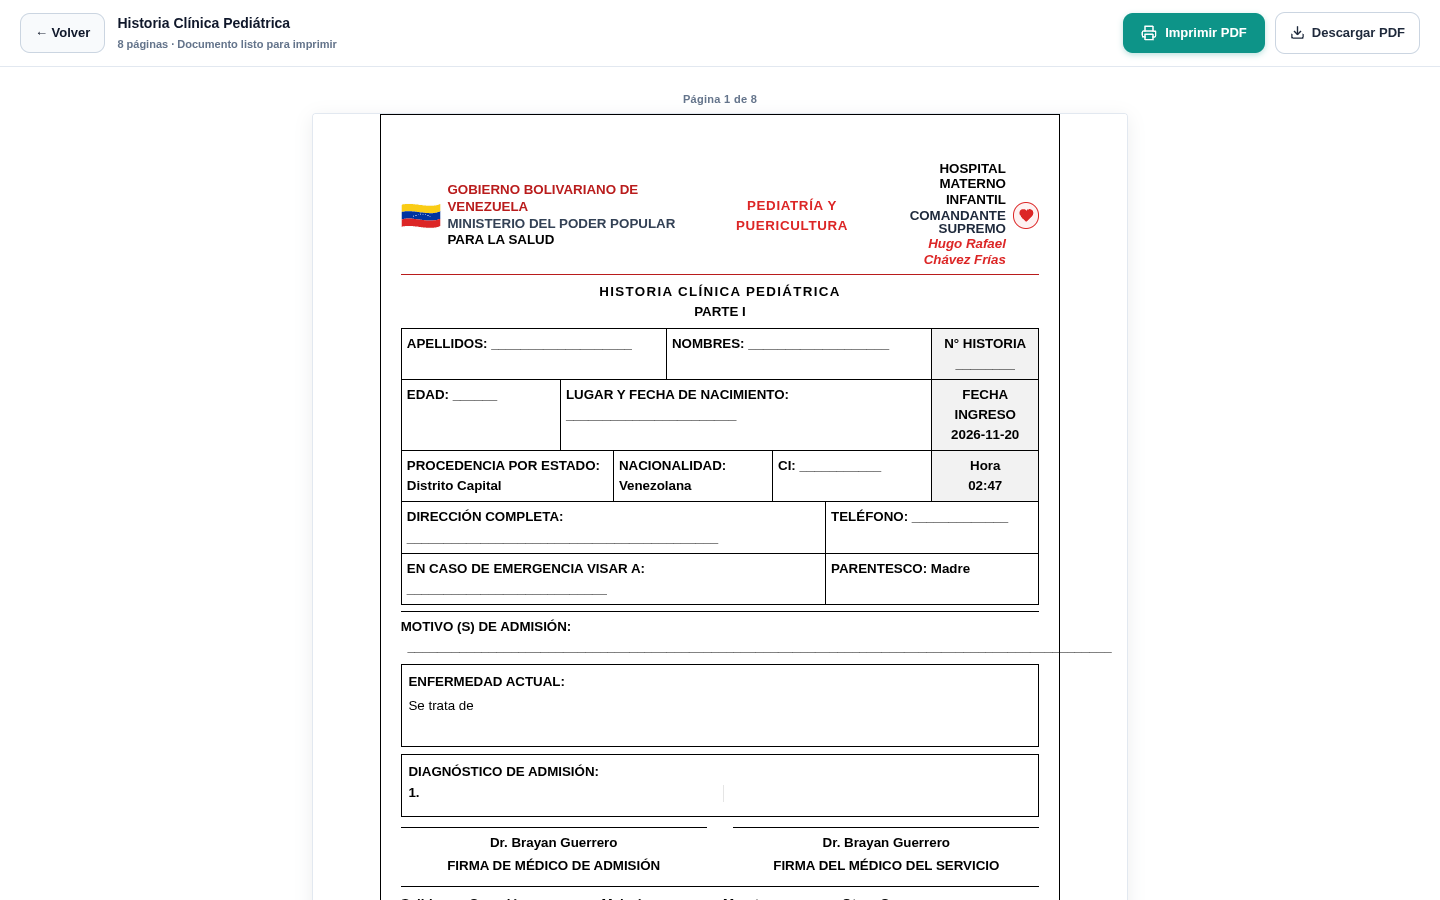 ← Volver
Historia Clínica Pediátrica
8 páginas · Documento listo para imprimir
Imprimir PDF
Descargar PDF
Página 1 de 8
GOBIERNO BOLIVARIANO DE
VENEZUELA
MINISTERIO DEL PODER POPULAR
PARA LA SALUD
PEDIATRÍA Y
PUERICULTURA
HOSPITAL
MATERNO
INFANTIL
COMANDANTE
SUPREMO
Hugo Rafael
Chávez Frías
HISTORIA CLÍNICA PEDIÁTRICA
PARTE I
APELLIDOS: ___________________
NOMBRES: ___________________
N° HISTORIA
________
EDAD: ______
LUGAR Y FECHA DE NACIMIENTO:
_______________________
FECHA
INGRESO
2026-11-20
PROCEDENCIA POR ESTADO:
Distrito Capital
NACIONALIDAD:
Venezolana
CI: ___________
Hora
02:47
DIRECCIÓN COMPLETA:
__________________________________________
TELÉFONO: _____________
EN CASO DE EMERGENCIA VISAR A:
___________________________
PARENTESCO: Madre
MOTIVO (S) DE ADMISIÓN:
_______________________________________________________________________________________________
ENFERMEDAD ACTUAL:
Se trata de
DIAGNÓSTICO DE ADMISIÓN:
1.
Dr. Brayan Guerrero
FIRMA DE MÉDICO DE ADMISIÓN
Dr. Brayan Guerrero
FIRMA DEL MÉDICO DEL SERVICIO